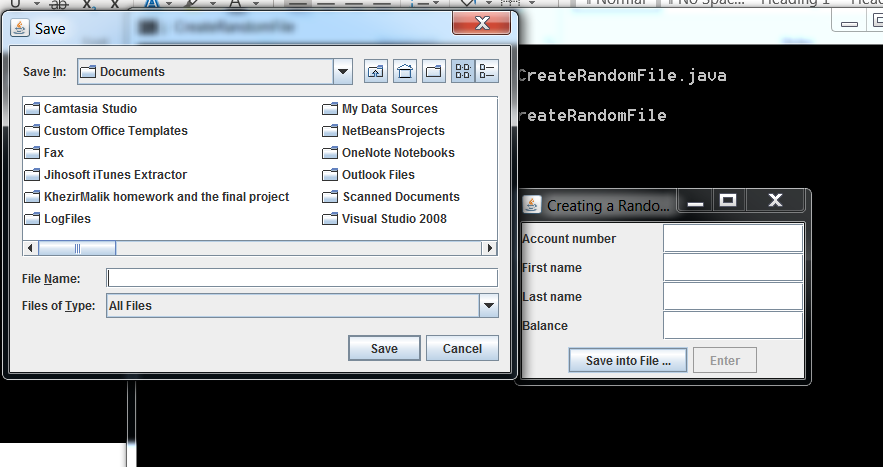 Normal
No Spac...
Heading 1
Head
CreateRandomFile
Save
Save In:
Documents
Camtasia Studio
Custom Office Templates
Fax
Jihosoft iTunes Extractor
KhezirMalik homework and the final project
LogFiles
My Data Sources
NetBeansProjects
OneNote Notebooks
Outlook Files
Scanned Documents
Visual Studio 2008
File Name:
Files of Type:
All Files
Save
Cancel
CreateRandomFile.java
reateRandomFile
Creating a Rando...
Account number
First name
Last name
Balance
Save into File ...
Enter